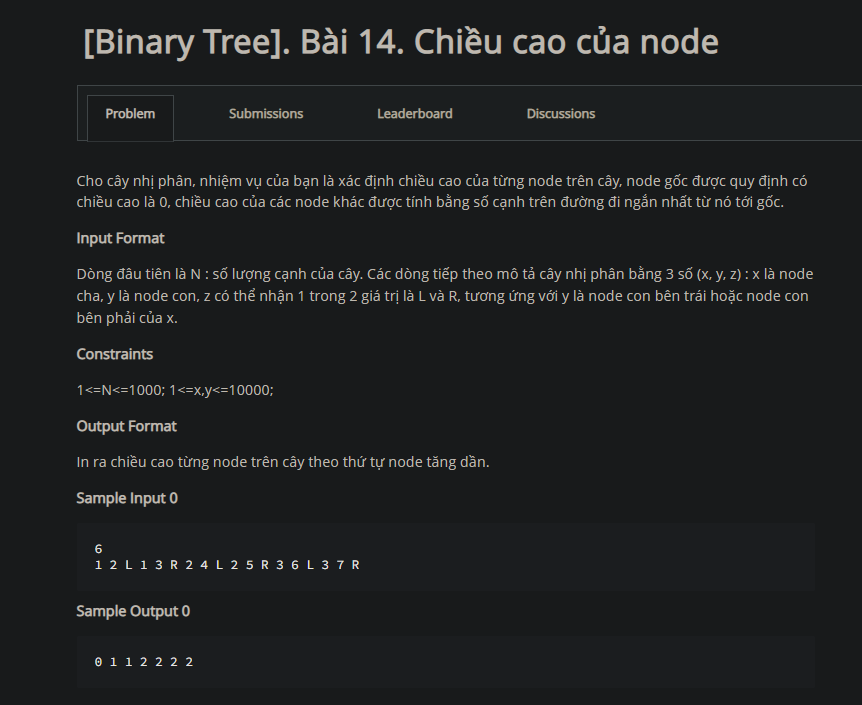 [Binary Tree]. Bài 14. Chiều cao của node
Problem Submissions Leaderboard Discussions
Cho cây nhị phân, nhiệm vụ của bạn là xác định chiều cao của từng node trên cây, node gốc được quy định có
chiều cao là 0, chiều cao của các node khác được tính bằng số cạnh trên đường đi ngắn nhất từ nó tới gốc.
Input Format
Dòng đâu tiên là N : số lượng cạnh của cây. Các dòng tiếp theo mô tả cây nhị phân bằng 3 số (x, y, z) : x là node
cha, y là node con, z có thể nhận 1 trong 2 giá trị là L và R, tương ứng với y là node con bên trái hoặc node con
bên phải của x.
Constraints
1<=N<=1000; 1<=x,y<=10000;
Output Format
In ra chiều cao từng node trên cây theo thứ tự node tăng dần.
Sample Input 0
6
1 2 L 1 3 R 2 4 L 2 5 R 3 6 L 3 7 R
Sample Output 0
0 1 1 2 2 2 2